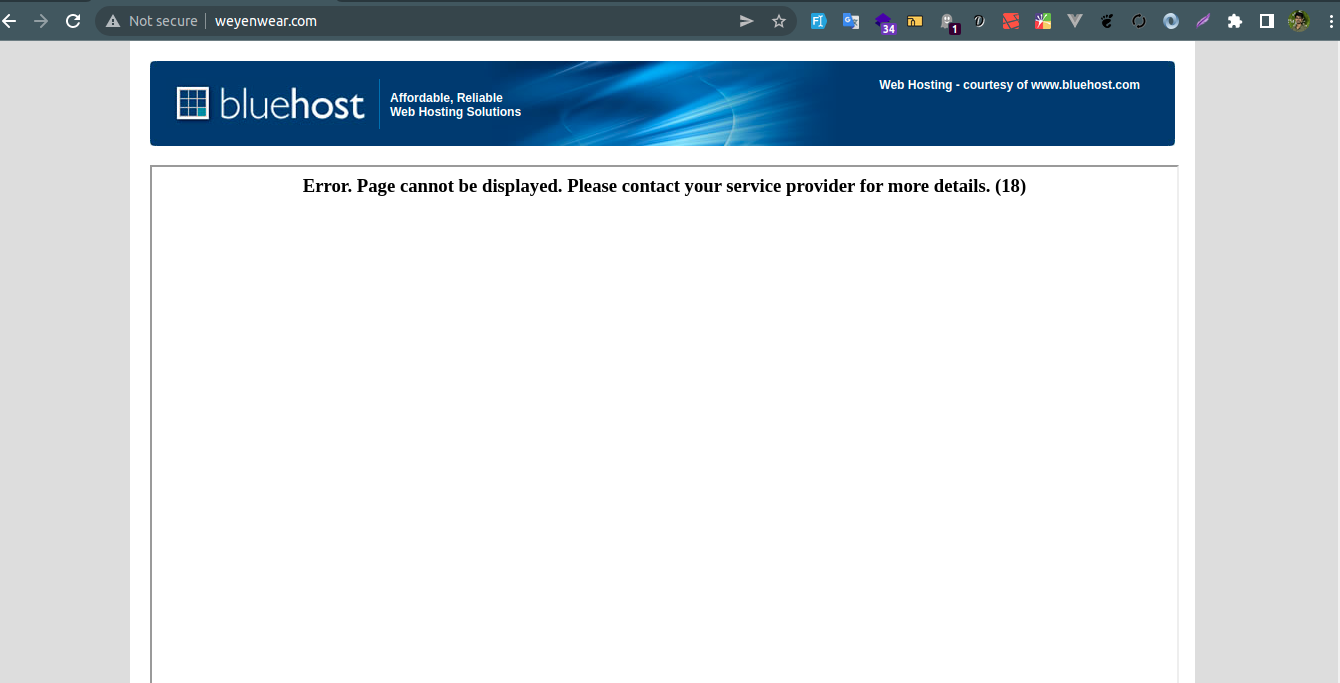 Not secure weyenwear.com
34
1
bluehost
Affordable, Reliable
Web Hosting Solutions
Web Hosting - courtesy of www.bluehost.com
Error. Page cannot be displayed. Please contact your service provider for more details. (18)